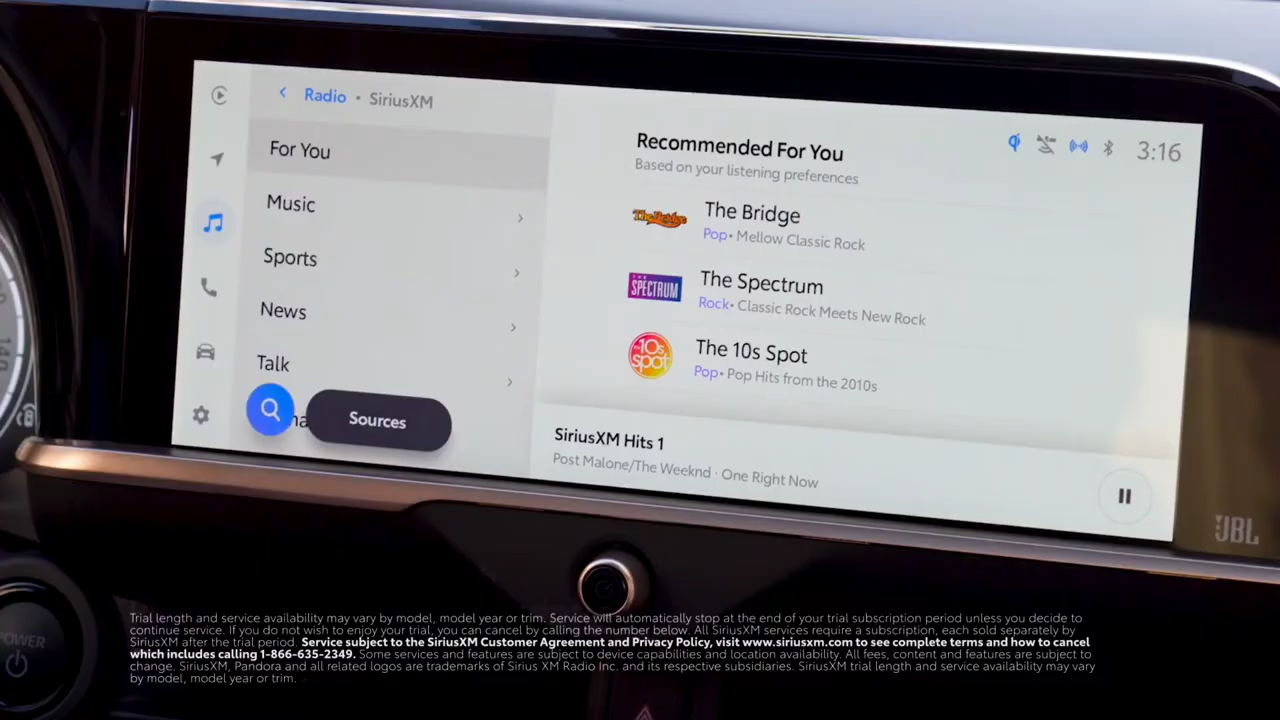 Radio • SiriusXM
For You
Music
Sports
News
Talk
Sources
Recommended For You
Based on your listening preferences
3:16
The Bridge
The Bridge
Pop • Mellow Classic Rock
THE SPECTRUM
The Spectrum
Rock • Classic Rock Meets New Rock
10s spot
The 10s Spot
Pop • Pop Hits from the 2010s
SiriusXM Hits 1
Post Malone/The Weeknd · One Right Now
JBL
140
POWER
Trial length and service availability may vary by model, model year or trim. Service will automatically stop at the end of your trial subscription period unless you decide to
continue service. If you do not wish to enjoy your trial, you can cancel by calling the number below. All SiriusXM services require a subscription, each sold separately by
SiriusXM after the trial period. Service subject to the SiriusXM Customer Agreement and Privacy Policy, visit www.siriusxm.com to see complete terms and how to cancel
which includes calling 1-866-635-2349. Some services and features are subject to device capabilities and location availability. All fees, content and features are subject to
change. SiriusXM, Pandora and all related logos are trademarks of Sirius XM Radio Inc. and its respective subsidiaries. SiriusXM trial length and service availability may vary
by model, model year or trim.